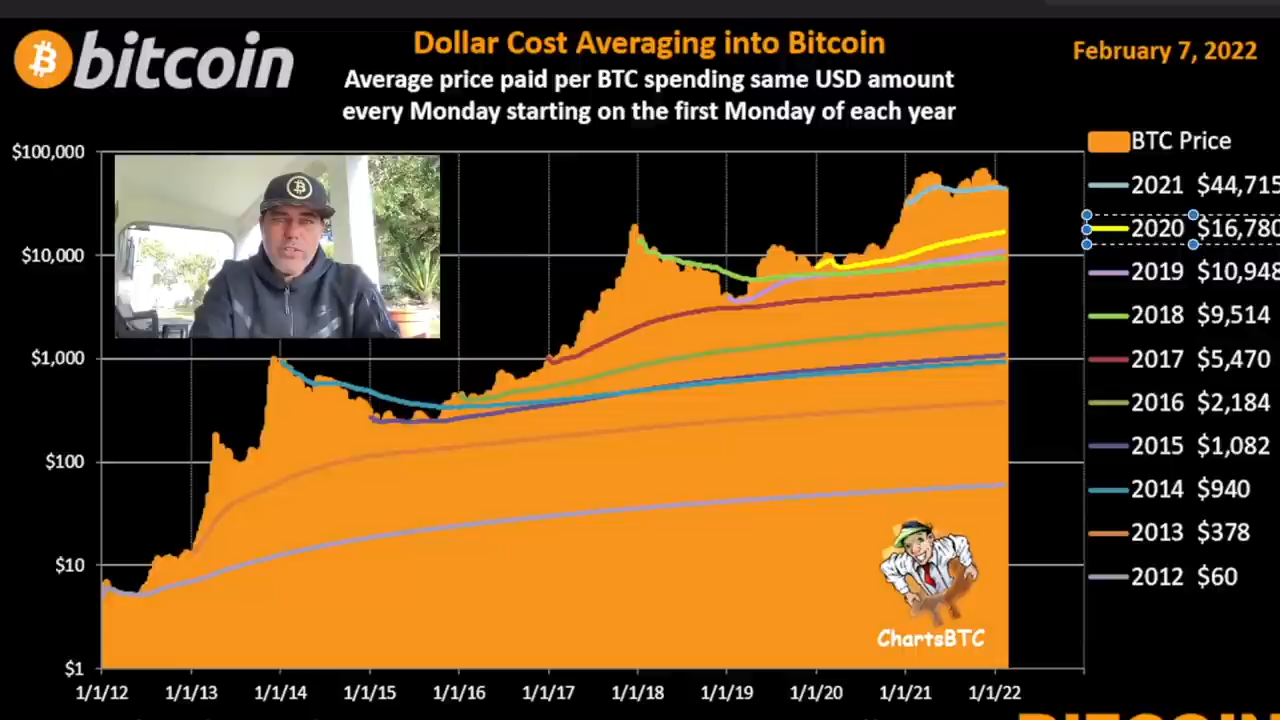 bitcoin
Dollar Cost Averaging into Bitcoin
Average price paid per BTC spending same USD amount
every Monday starting on the first Monday of each year
February 7, 2022
$100,000
$10,000
$1,000
$100
$10
$1
1/1/12 1/1/13 1/1/14 1/1/15 1/1/16 1/1/17 1/1/18 1/1/19 1/1/20 1/1/21 1/1/22
BTC Price
2021 $44,715
2020 $16,780
2019 $10,948
2018 $9,514
2017 $5,470
2016 $2,184
2015 $1,082
2014 $940
2013 $378
2012 $60
ChartsBTC
BITCOIN